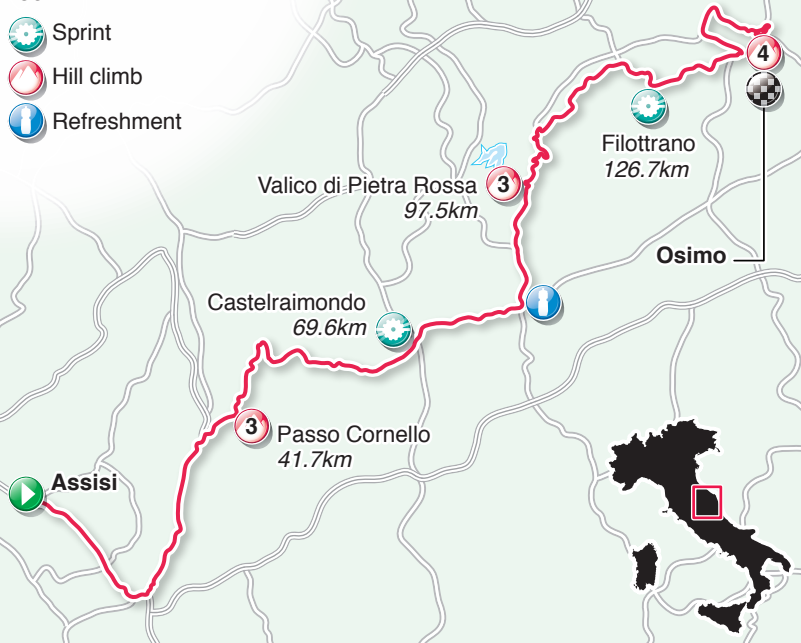 Sprint
Hill climb
Refreshment
4
Filottrano
126.7km
Valico di Pietra Rossa
97.5km
3
Osimo
Castelraimondo
69.6km
3
Passo Cornello
41.7km
Assisi